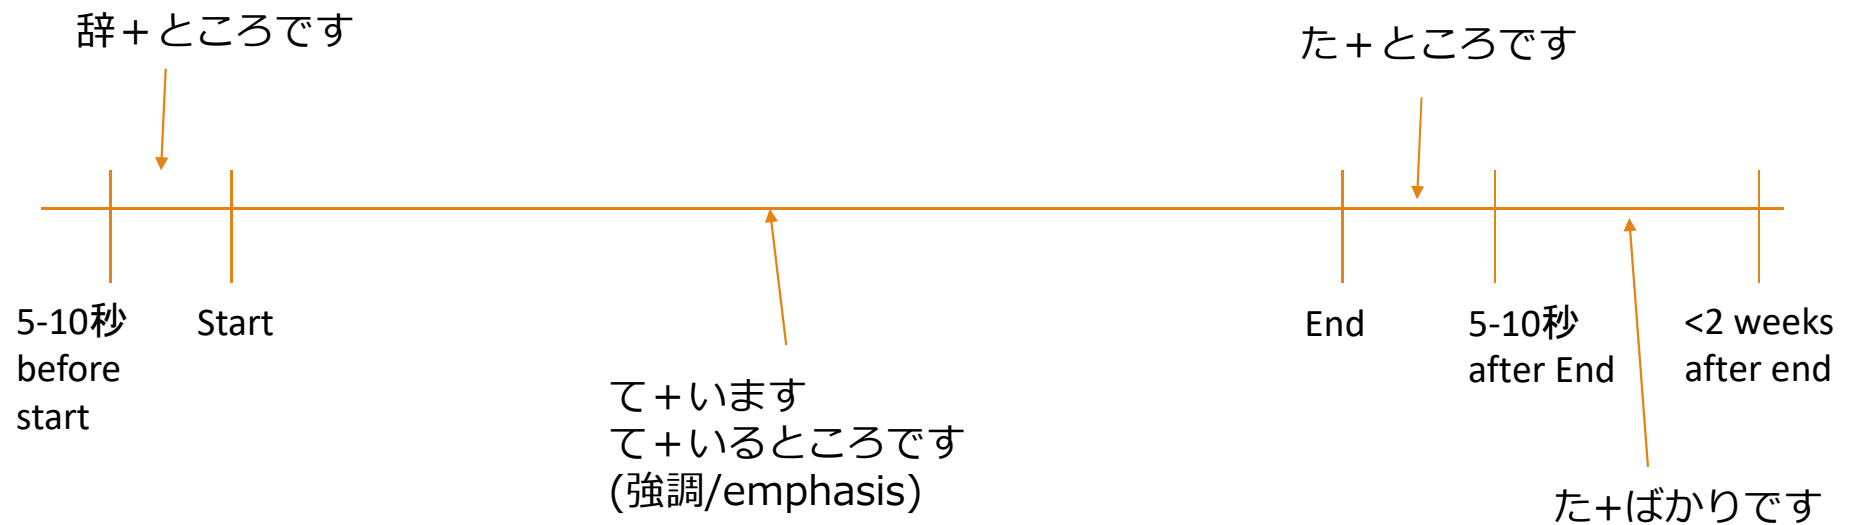 辞＋ところです
た＋ところです
5-10秒
before
start
Start
て＋います
て＋いるところです
(強調/emphasis)
End
5-10秒
after End
<2 weeks
after end
た+ばかりです